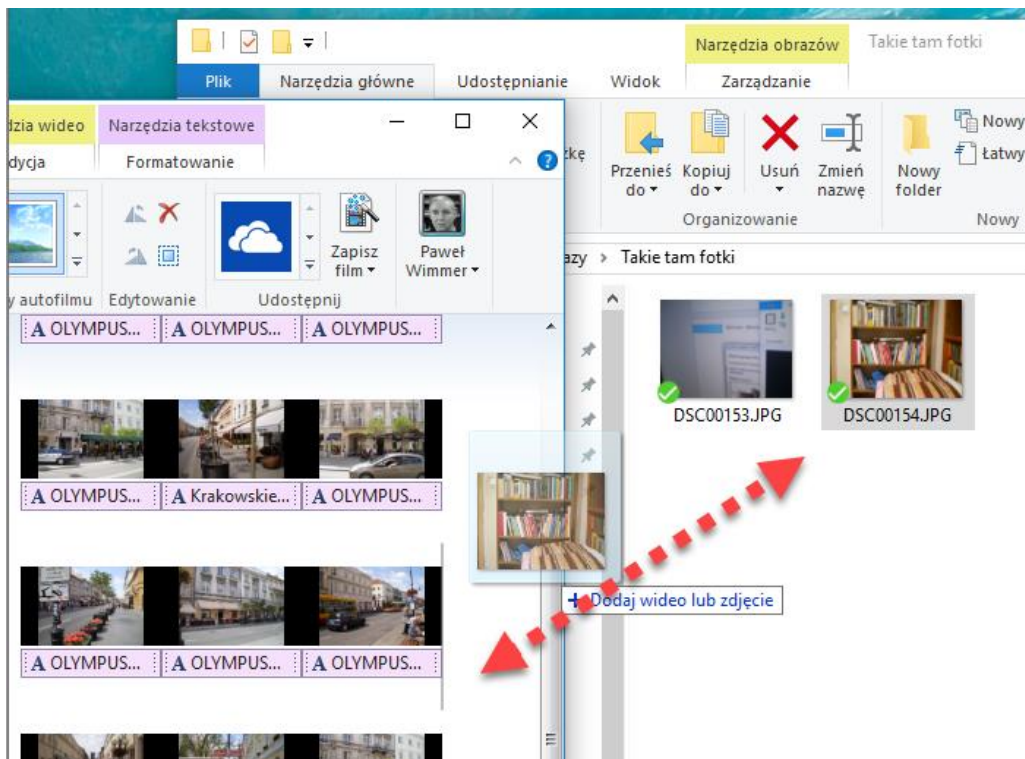 Narzędzia obrazów
Takie tam fotki
Plik
Narzędzia główne
Udostępnianie
Widok
Zarządzanie
dzia wideo
Narzędzia tekstowe
dycja
Formatowanie
zkę
Przenieś do
Kopiuj do
Usuń
Zmień nazwę
Nowy folder
Nowy
Łatwy
Organizowanie
Nowy
Zapisz film
Paweł Wimmer
y autofilmu
Edytowanie
Udostępnij
azy > Takie tam fotki
A OLYMPUS...
A OLYMPUS...
A OLYMPUS...
DSC00153.JPG
DSC00154.JPG
A OLYMPUS...
A Krakowskie...
A OLYMPUS...
+ Dodaj wideo lub zdjęcie
A OLYMPUS...
A OLYMPUS...
A OLYMPUS...